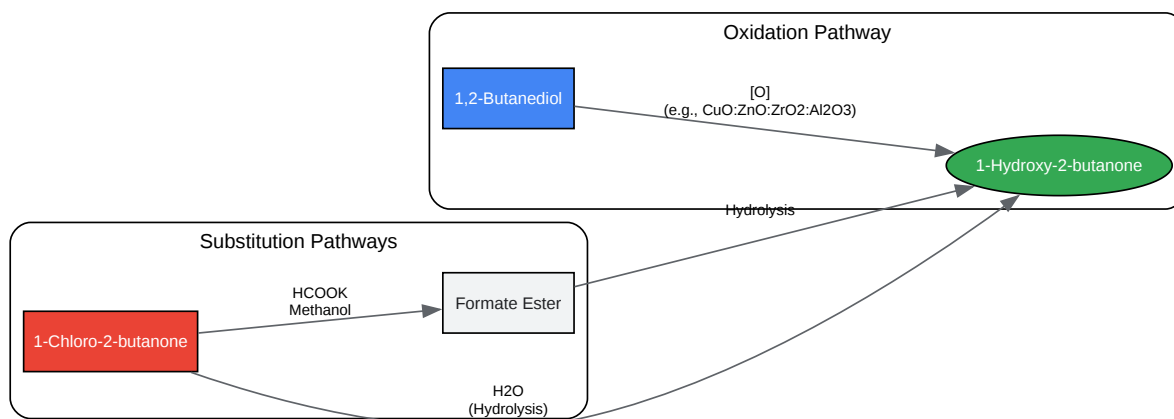 Oxidation Pathway
1,2-Butanediol
[O]
(e.g., CuO:ZnO:ZrO2:Al2O3)
1-Hydroxy-2-butanone
Hydrolysis
Substitution Pathways
HCOOK
Methanol
Formate Ester
1-Chloro-2-butanone
H2O
(Hydrolysis)